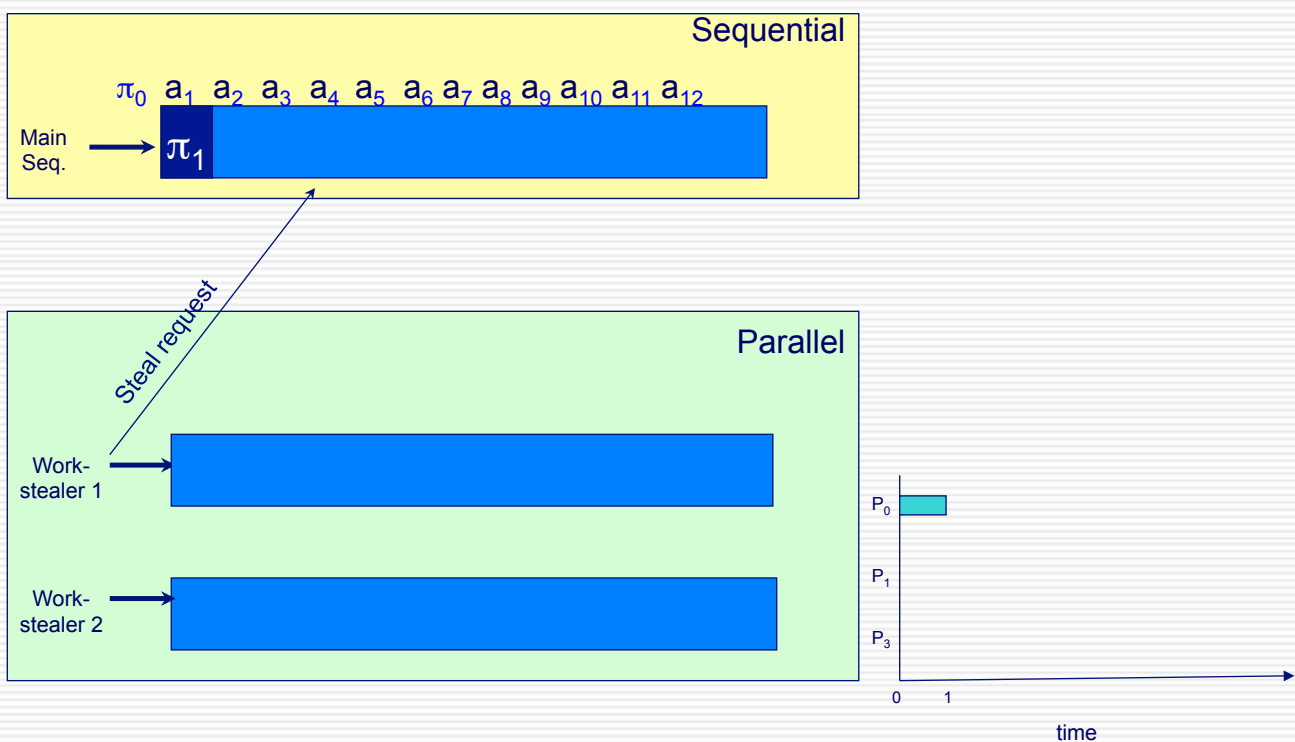 Sequential
π₀ a₁ a₂ a₃ a₄ a₅ a₆ a₇ a₈ a₉ a₁₀ a₁₁ a₁₂
Main
Seq.
π₁
Steal request
Parallel
Work-
stealer 1
Work-
stealer 2
P₀
P₁
P₃
0 1
time